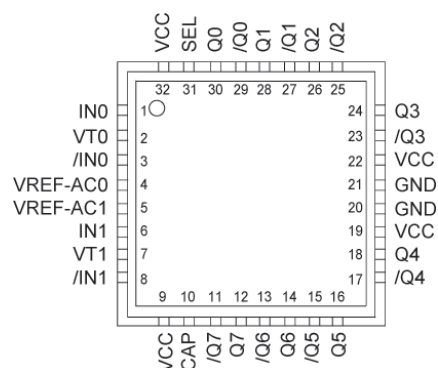 VCC SEL Q0 /Q0 Q1 /Q1 Q2 /Q2
32 31 30 29 28 27 26 25
IN0 1 24 Q3
VT0 2 23 /Q3
/IN0 3 22 VCC
VREF-AC0 4 21 GND
VREF-AC1 5 20 GND
IN1 6 19 VCC
VT1 7 18 Q4
/IN1 8 17 /Q4
9 10 11 12 13 14 15 16
VCC CAP /Q7 Q7 /Q6 Q6 /Q5 Q5